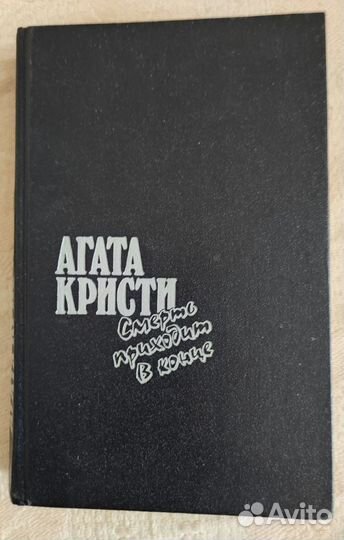 АГАТА
КРИСТИ
Смерть
приходит
в конце
Avito